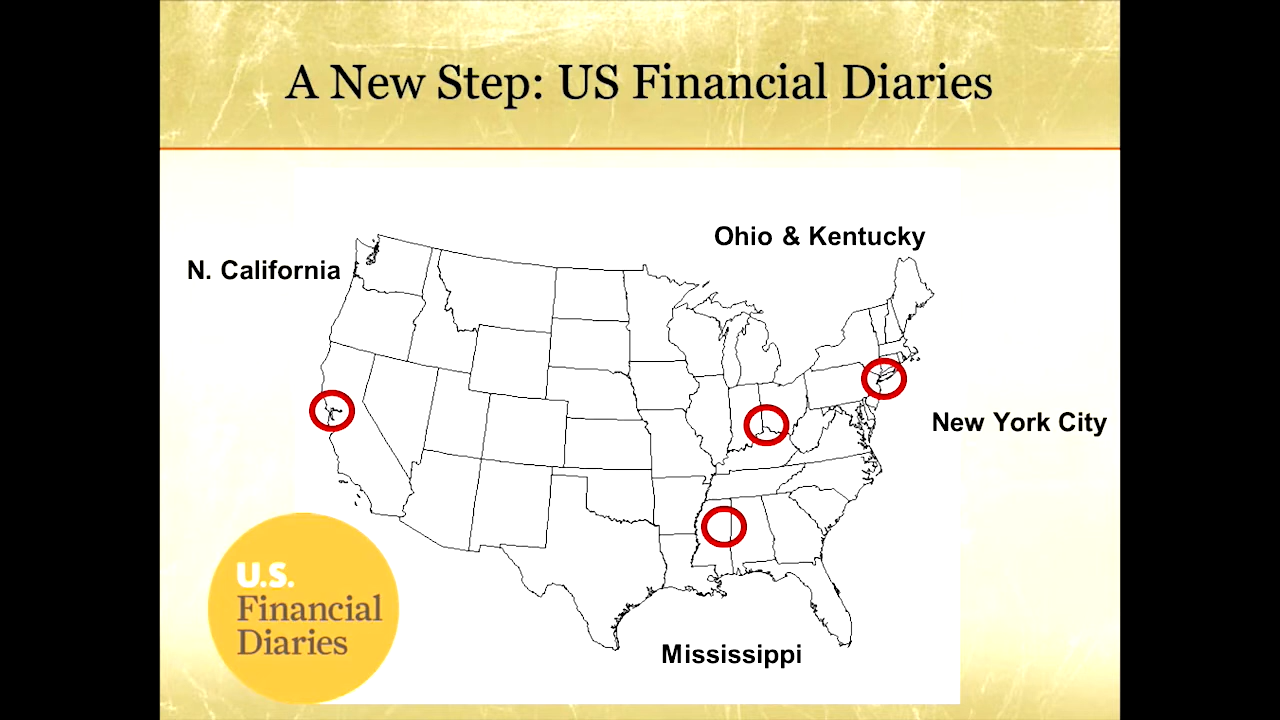 A New Step: US Financial Diaries
Ohio & Kentucky
N. California
New York City
U.S.
Financial
Diaries
Mississippi